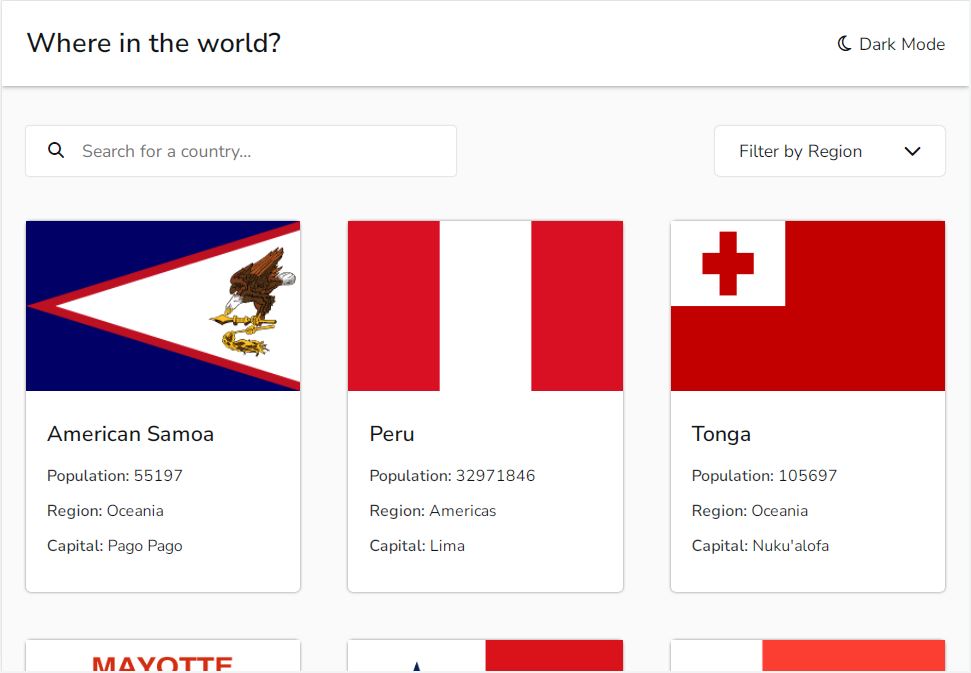 Where in the world?
Dark Mode
Search for a country...
Filter by Region
American Samoa
Population: 55197
Region: Oceania
Capital: Pago Pago
Peru
Population: 32971846
Region: Americas
Capital: Lima
Tonga
Population: 105697
Region: Oceania
Capital: Nuku'alofa
MAYOTTE